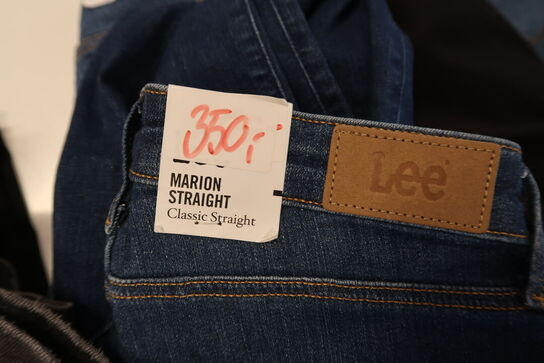 350,-
MARION
STRAIGHT
Classic Straight
Lee